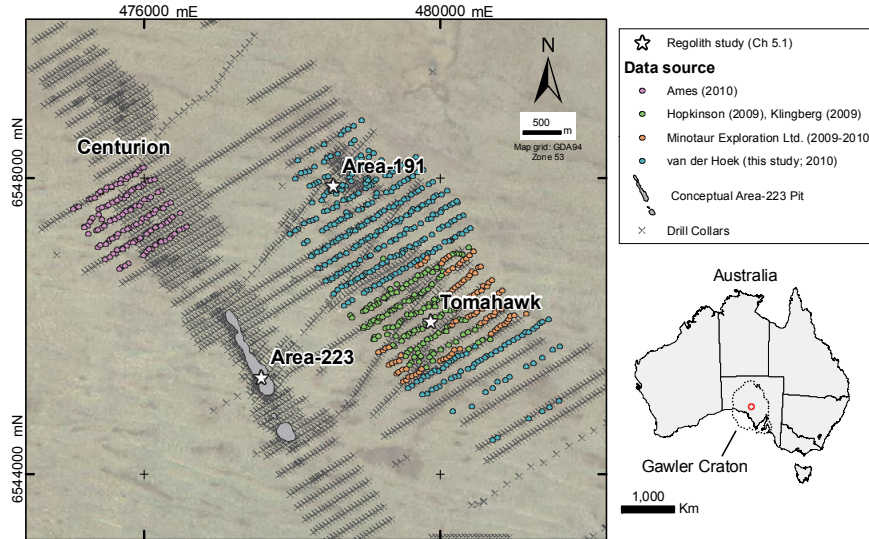 476000 mE
480000 mE
N
500
m
Map grid: GDA94
Zone 53
Centurion
Area-191
6548000 mN
Tomahawk
Area-223
6544000 mN
Regolith study (Ch 5.1)
Data source
Ames (2010)
Hopkinson (2009), Klingberg (2009)
Minotaur Exploration Ltd. (2009-2010)
van der Hoek (this study; 2010)
Conceptual Area-223 Pit
Drill Collars
Australia
Gawler Craton
1,000
Km